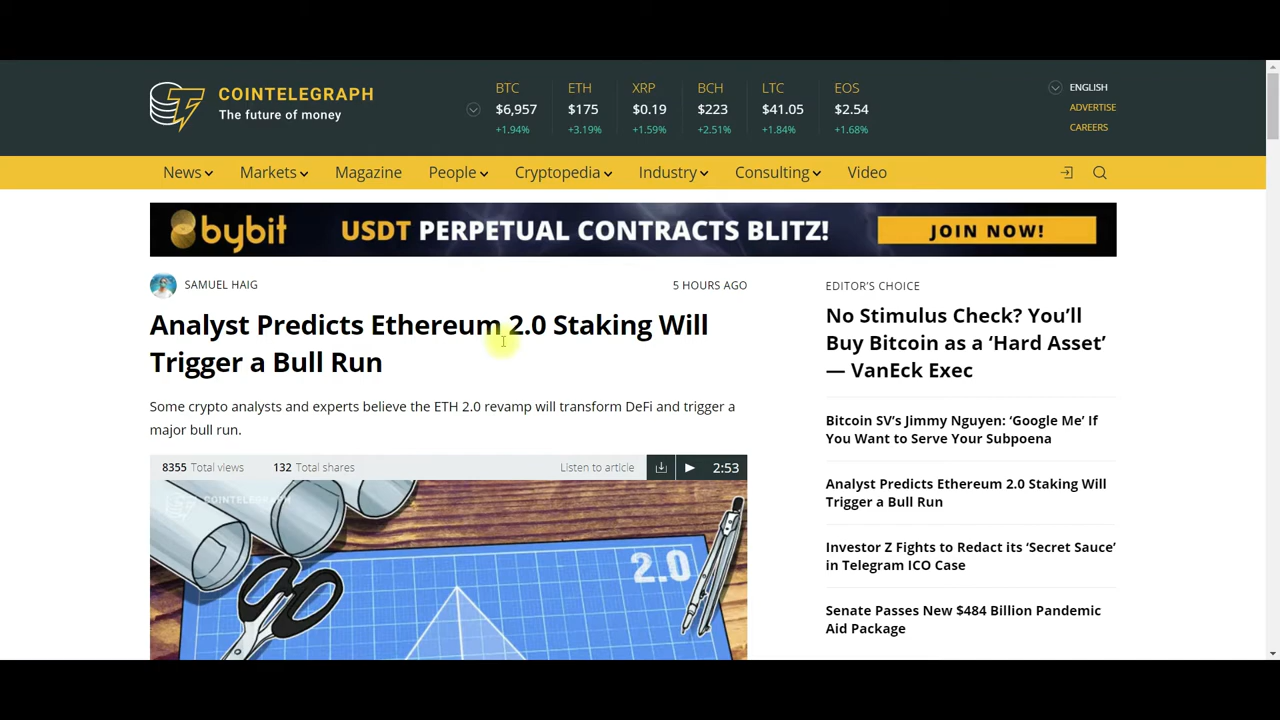 COINTELEGRAPH
The future of money
BTC
$6,957
+1.94%
ETH
$175
+3.19%
XRP
$0.19
+1.59%
BCH
$223
+2.51%
LTC
$41.05
+1.84%
EOS
$2.54
+1.68%
ENGLISH
ADVERTISE
CAREERS
News Markets Magazine People Cryptopedia Industry Consulting Video
bybit USDT PERPETUAL CONTRACTS BLITZ! JOIN NOW!
SAMUEL HAIG 5 HOURS AGO
Analyst Predicts Ethereum 2.0 Staking Will
Trigger a Bull Run
Some crypto analysts and experts believe the ETH 2.0 revamp will transform DeFi and trigger a
major bull run.
8355 Total views 132 Total shares Listen to article 2:53
COINTELEGRAPH
2.0
EDITOR'S CHOICE
No Stimulus Check? You’ll
Buy Bitcoin as a ‘Hard Asset’
— VanEck Exec
Bitcoin SV’s Jimmy Nguyen: ‘Google Me’ If
You Want to Serve Your Subpoena
Analyst Predicts Ethereum 2.0 Staking Will
Trigger a Bull Run
Investor Z Fights to Redact its ‘Secret Sauce’
in Telegram ICO Case
Senate Passes New $484 Billion Pandemic
Aid Package